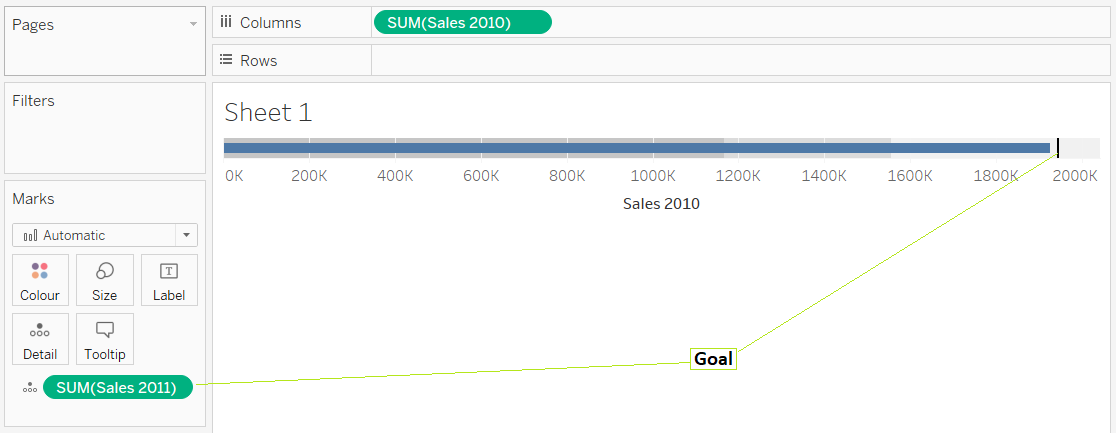 Pages
Columns
SUM(Sales 2010)
Rows
Filters
Sheet 1
0K 200K 400K 600K 800K 1000K 1200K 1400K 1600K 1800K 2000K
Sales 2010
Marks
Automatic
Colour Size Label
Detail Tooltip
SUM(Sales 2011)
Goal